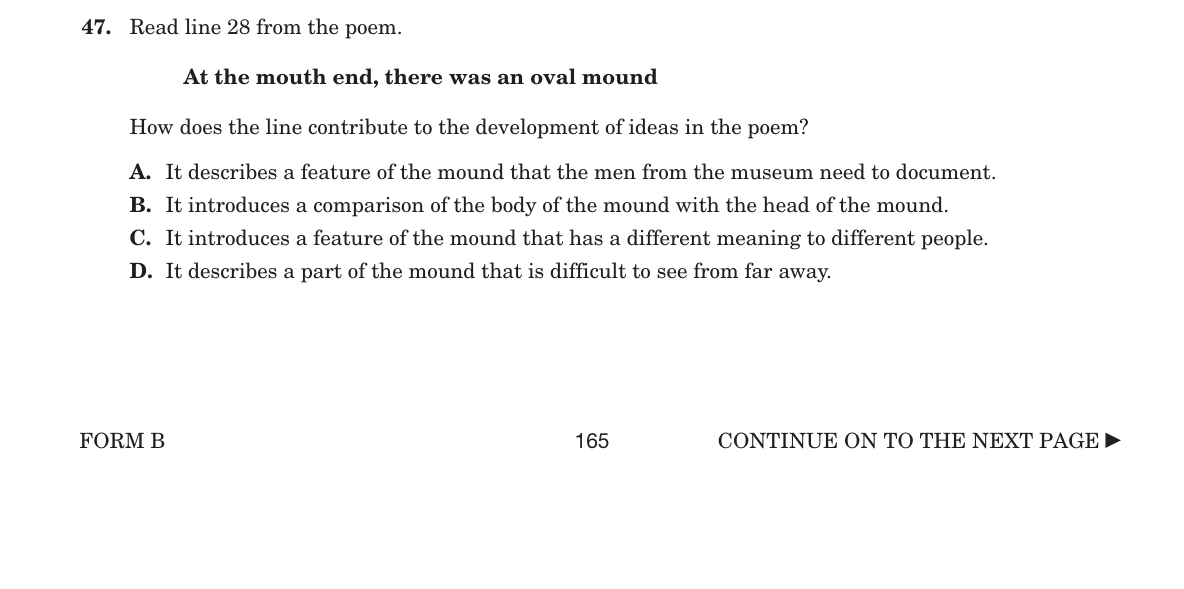 47. Read line 28 from the poem.
At the mouth end, there was an oval mound
How does the line contribute to the development of ideas in the poem?
A. It describes a feature of the mound that the men from the museum need to document.
B. It introduces a comparison of the body of the mound with the head of the mound.
C. It introduces a feature of the mound that has a different meaning to different people.
D. It describes a part of the mound that is difficult to see from far away.
FORM B 165 CONTINUE ON TO THE NEXT PAGE ▶